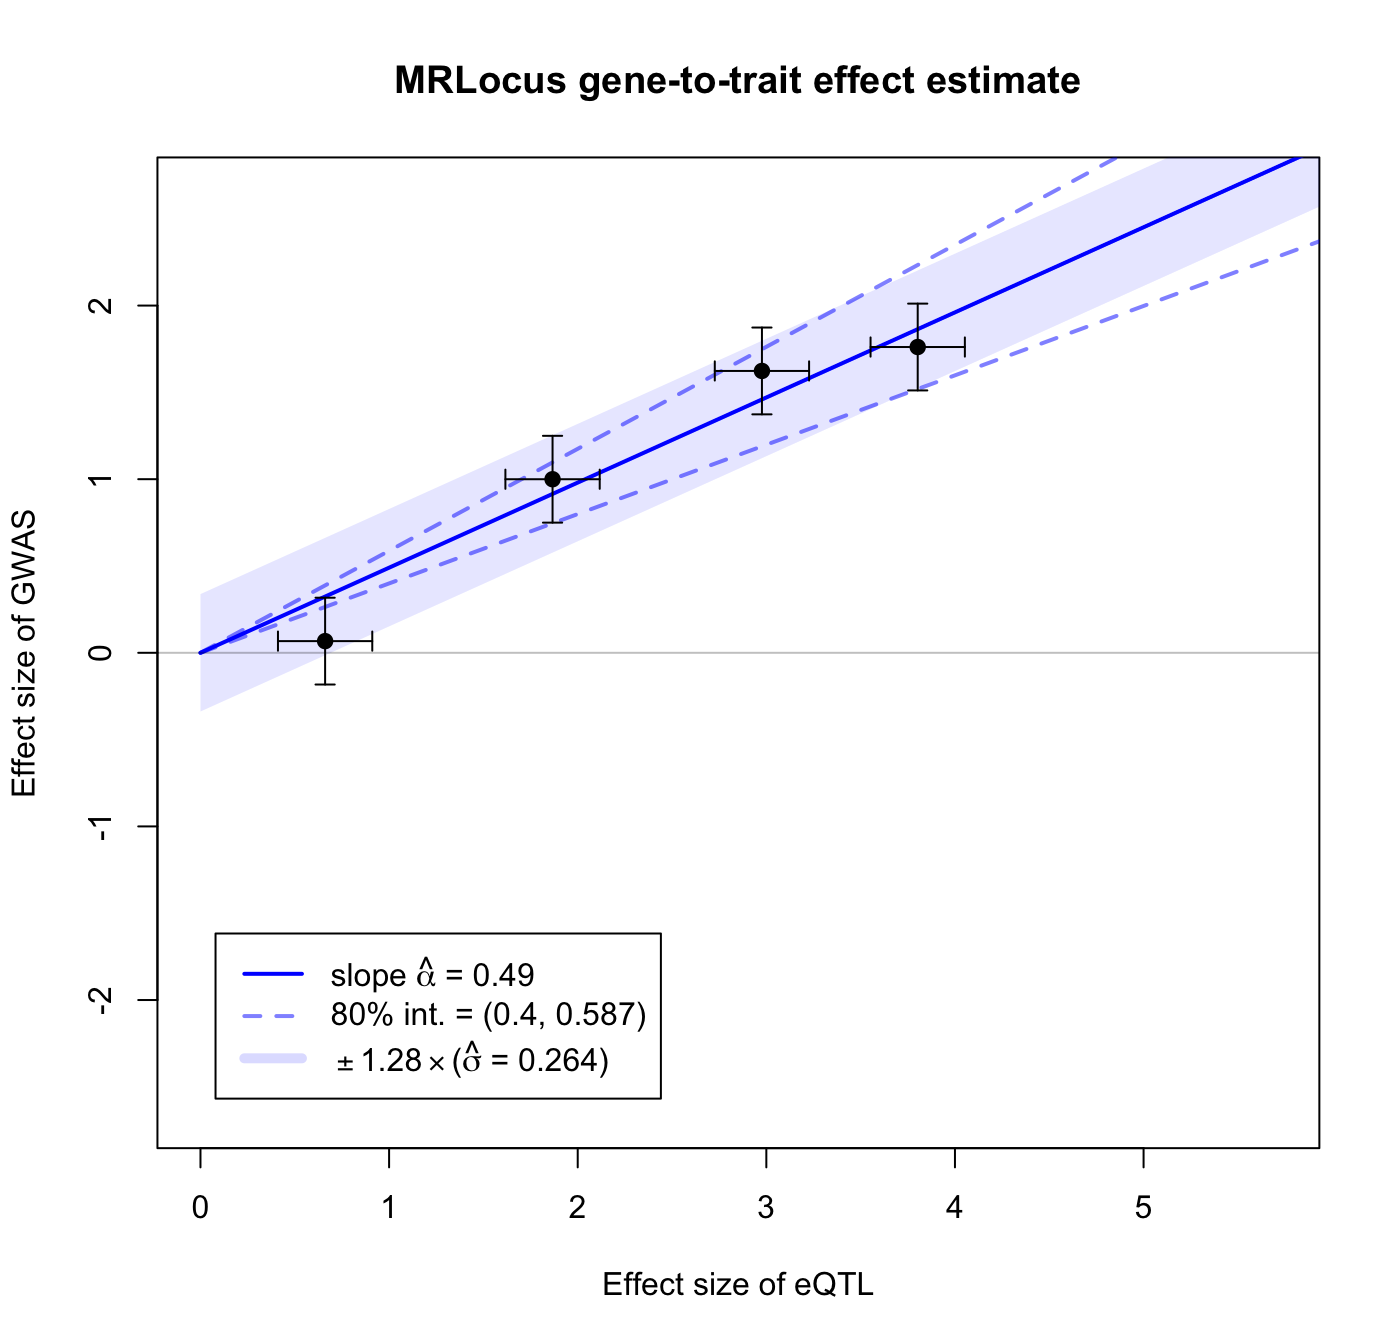 MRLocus gene-to-trait effect estimate
Effect size of GWAS
2
1
0
-1
-2
slope α̂ = 0.49
80% int. = (0.4, 0.587)
± 1.28 × (σ̂ = 0.264)
0 1 2 3 4 5
Effect size of eQTL